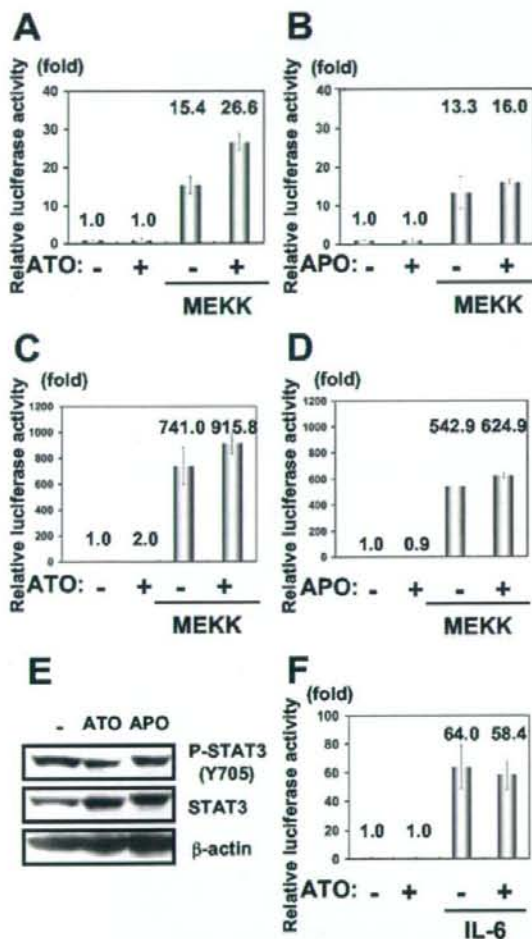 A
(fold)
Relative luciferase activity
40
30
20
10
0
1.0 1.0 15.4 26.6
ATO: - + - +
MEKK
B
(fold)
Relative luciferase activity
40
30
20
10
0
1.0 1.0 13.3 16.0
APO: - + - +
MEKK
C
(fold)
Relative luciferase activity
1200
1000
800
600
400
200
0
1.0 2.0 741.0 915.8
ATO: - + - +
MEKK
D
(fold)
Relative luciferase activity
1200
1000
800
600
400
200
0
1.0 0.9 542.9 624.9
APO: - + - +
MEKK
E
- ATO APO
P-STAT3
(Y705)
STAT3
β-actin
F
(fold)
Relative luciferase activity
100
80
60
40
20
0
1.0 1.0 64.0 58.4
ATO: - + - +
IL-6